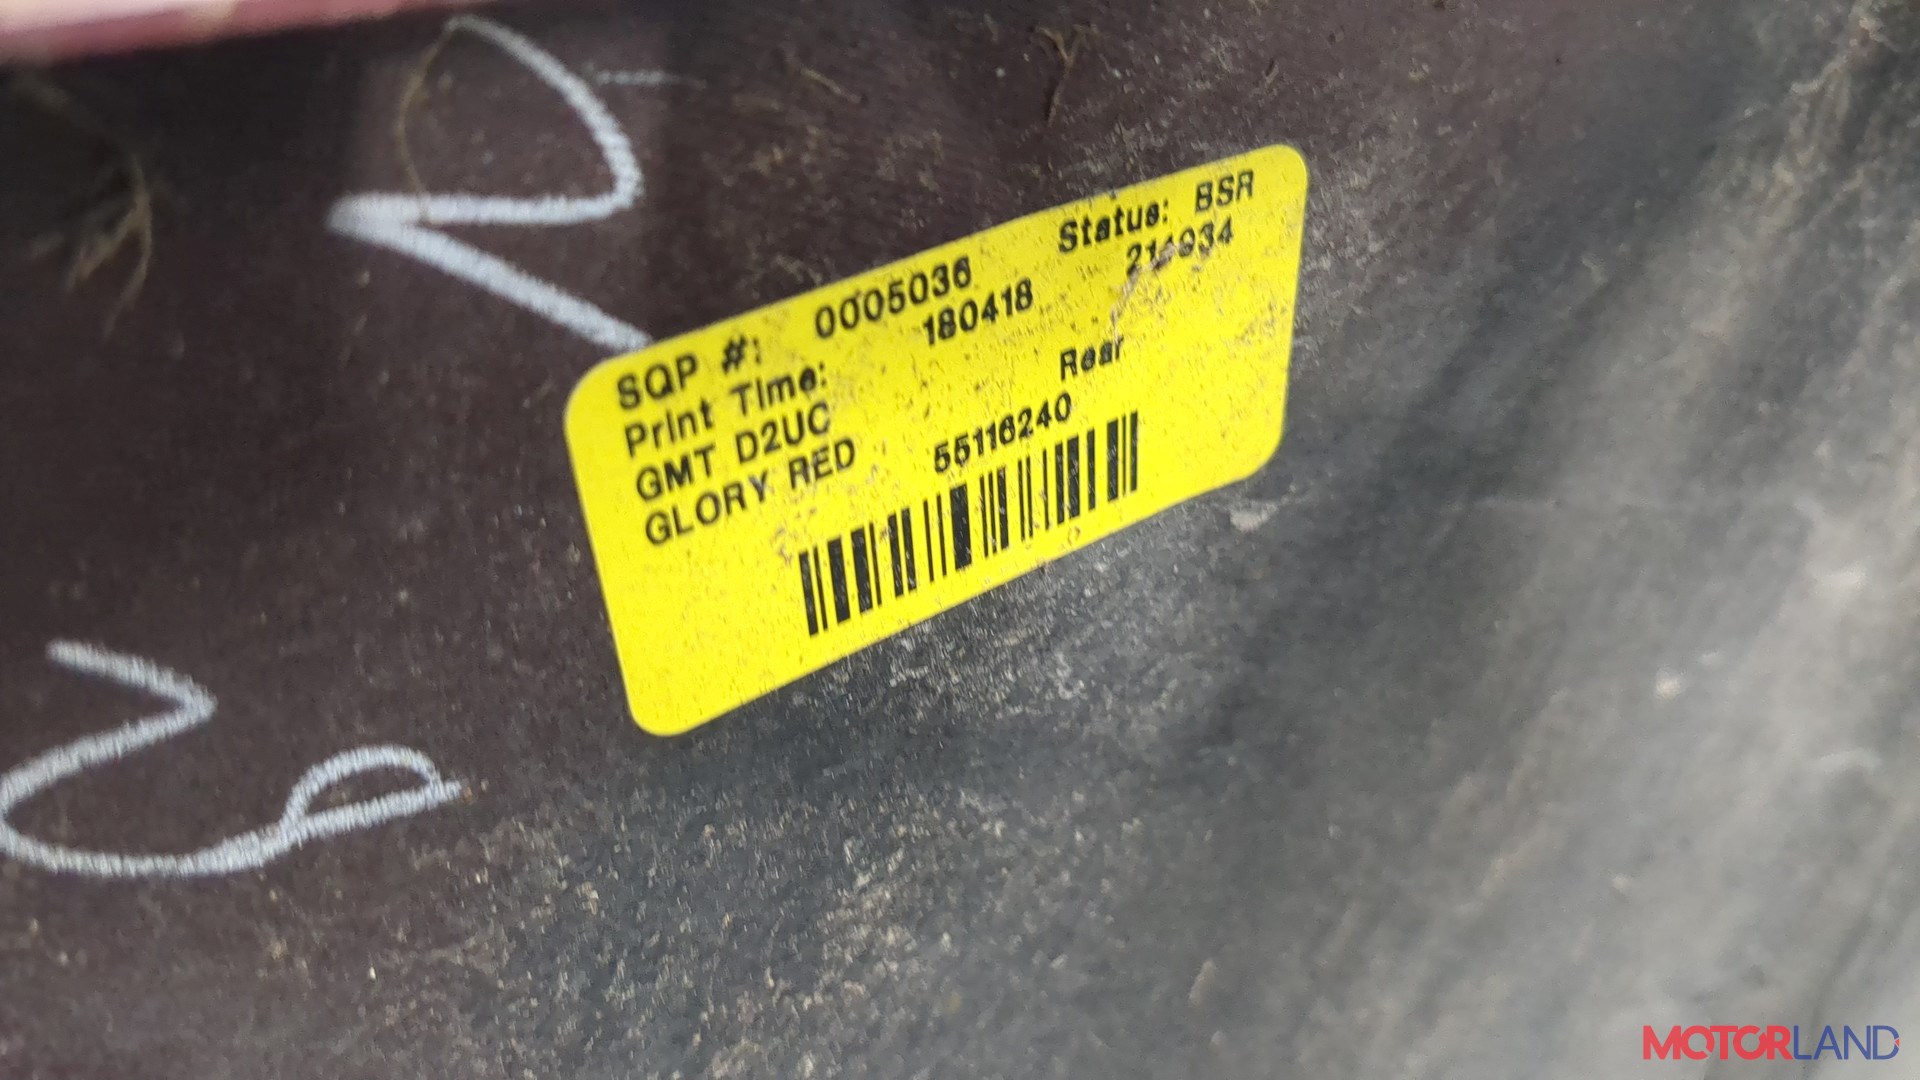 SQP #: 0005036 Status: BSR
Print Time: 180418
GMT D2UC Rear
GLORY RED 55116240
MOTORLAND